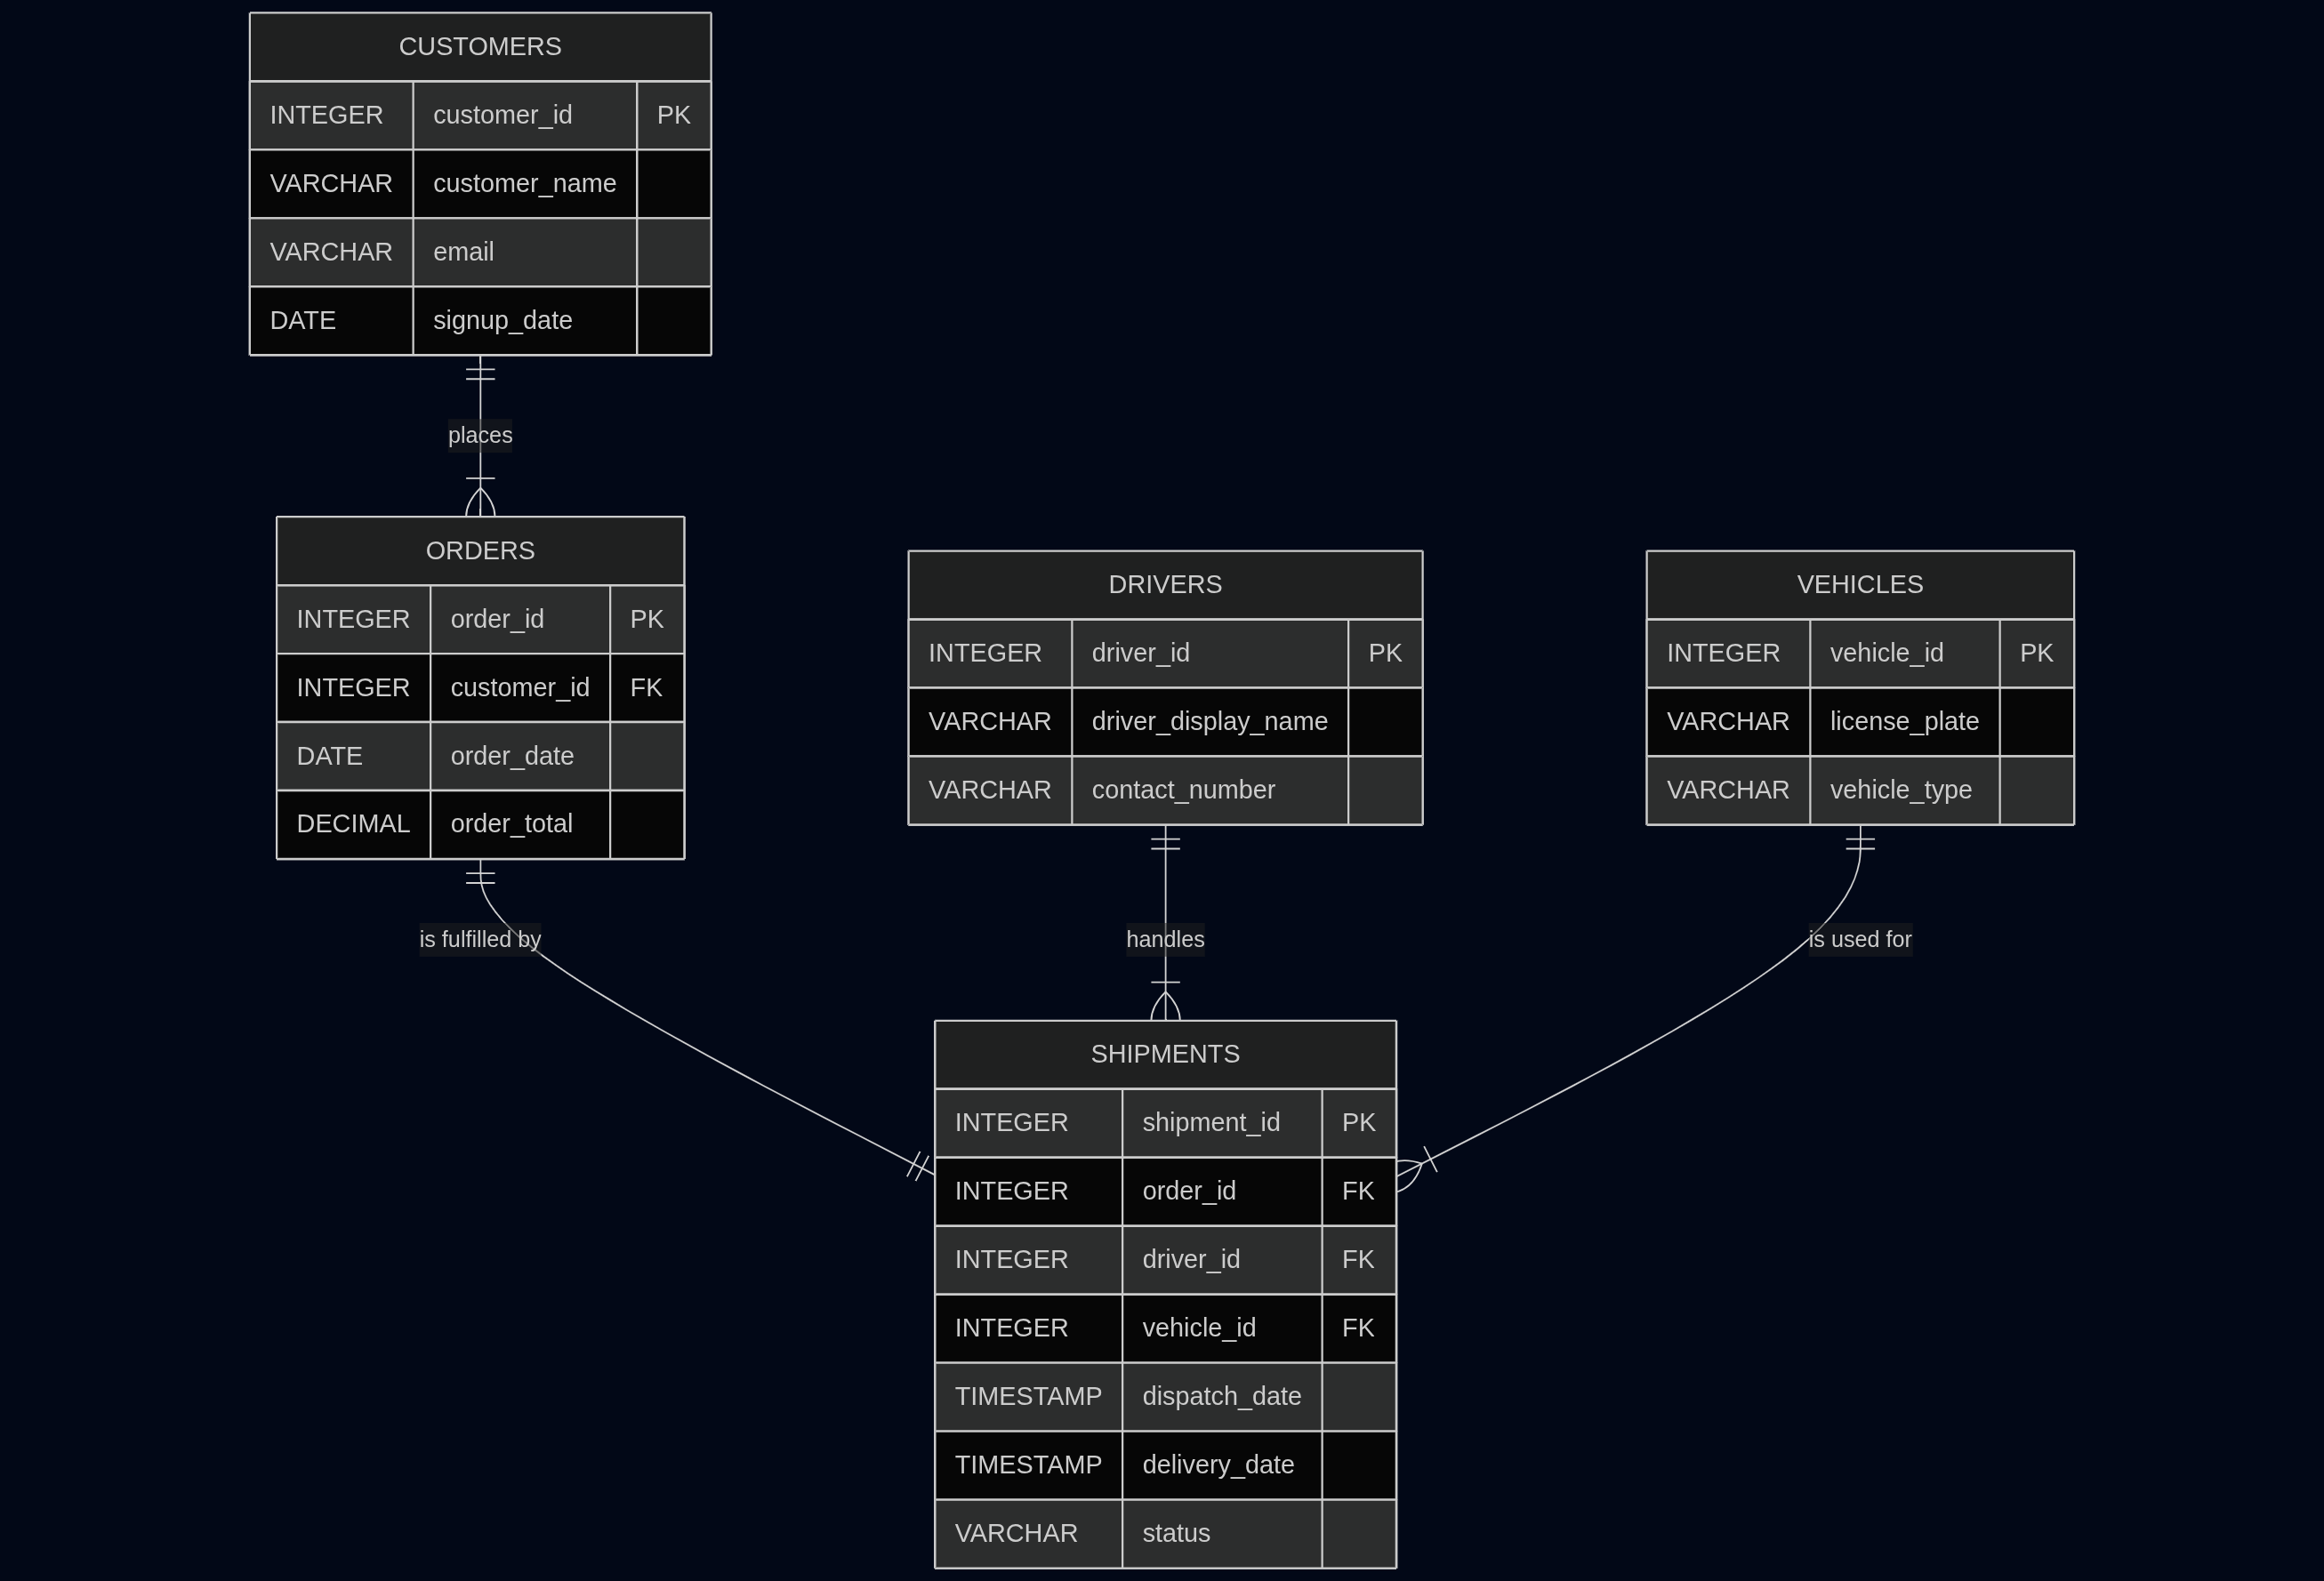 CUSTOMERS
INTEGER customer_id PK
VARCHAR customer_name
VARCHAR email
DATE signup_date
places
ORDERS
INTEGER order_id PK
INTEGER customer_id FK
DATE order_date
DECIMAL order_total
DRIVERS
INTEGER driver_id PK
VARCHAR driver_display_name
VARCHAR contact_number
VEHICLES
INTEGER vehicle_id PK
VARCHAR license_plate
VARCHAR vehicle_type
is fulfilled by
handles
is used for
SHIPMENTS
INTEGER shipment_id PK
INTEGER order_id FK
INTEGER driver_id FK
INTEGER vehicle_id FK
TIMESTAMP dispatch_date
TIMESTAMP delivery_date
VARCHAR status